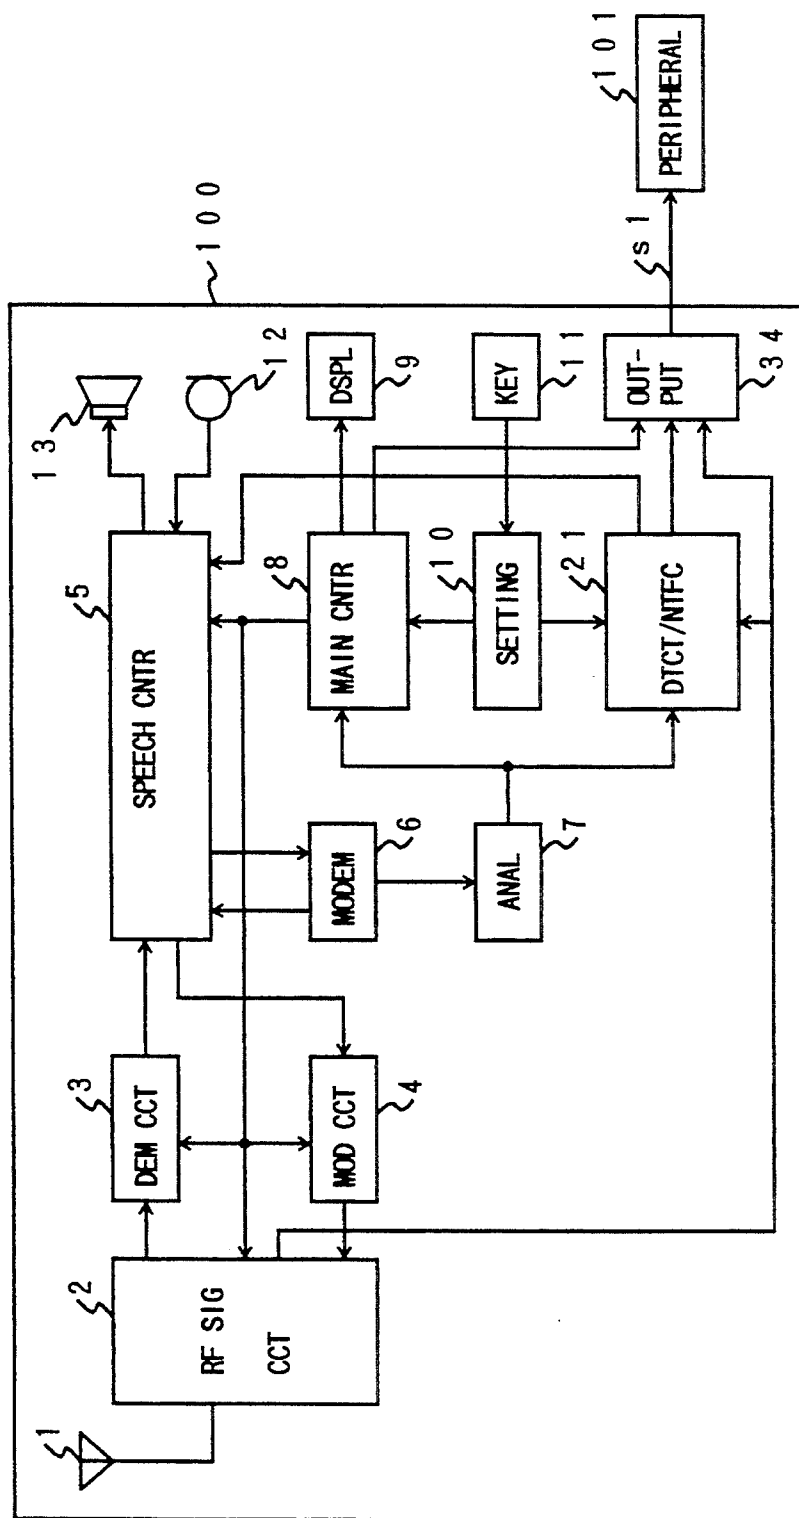 1
2
RF SIG
CCT
3
DEM CCT
4
MOD CCT
5
SPEECH CNTR
6
MODEM
7
ANAL
8
MAIN CNTR
10
SETTING
21
DTCT/NTFC
13
12
DSPL
9
KEY
11
OUT-
PUT
34
100
s1
101
PERIPHERAL